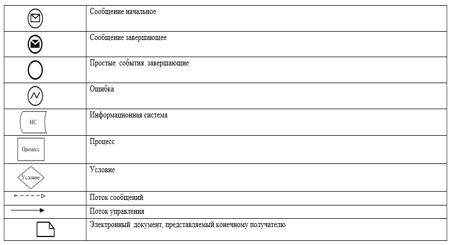 Сообщение начальное
Сообщение завершающее
Простые события завершающие
Ошибка
ИС
Информационная система
Процесс
Процесс
Условие
Условие
Поток сообщений
Поток управления
Электронный документ, представляемый конечному получателю